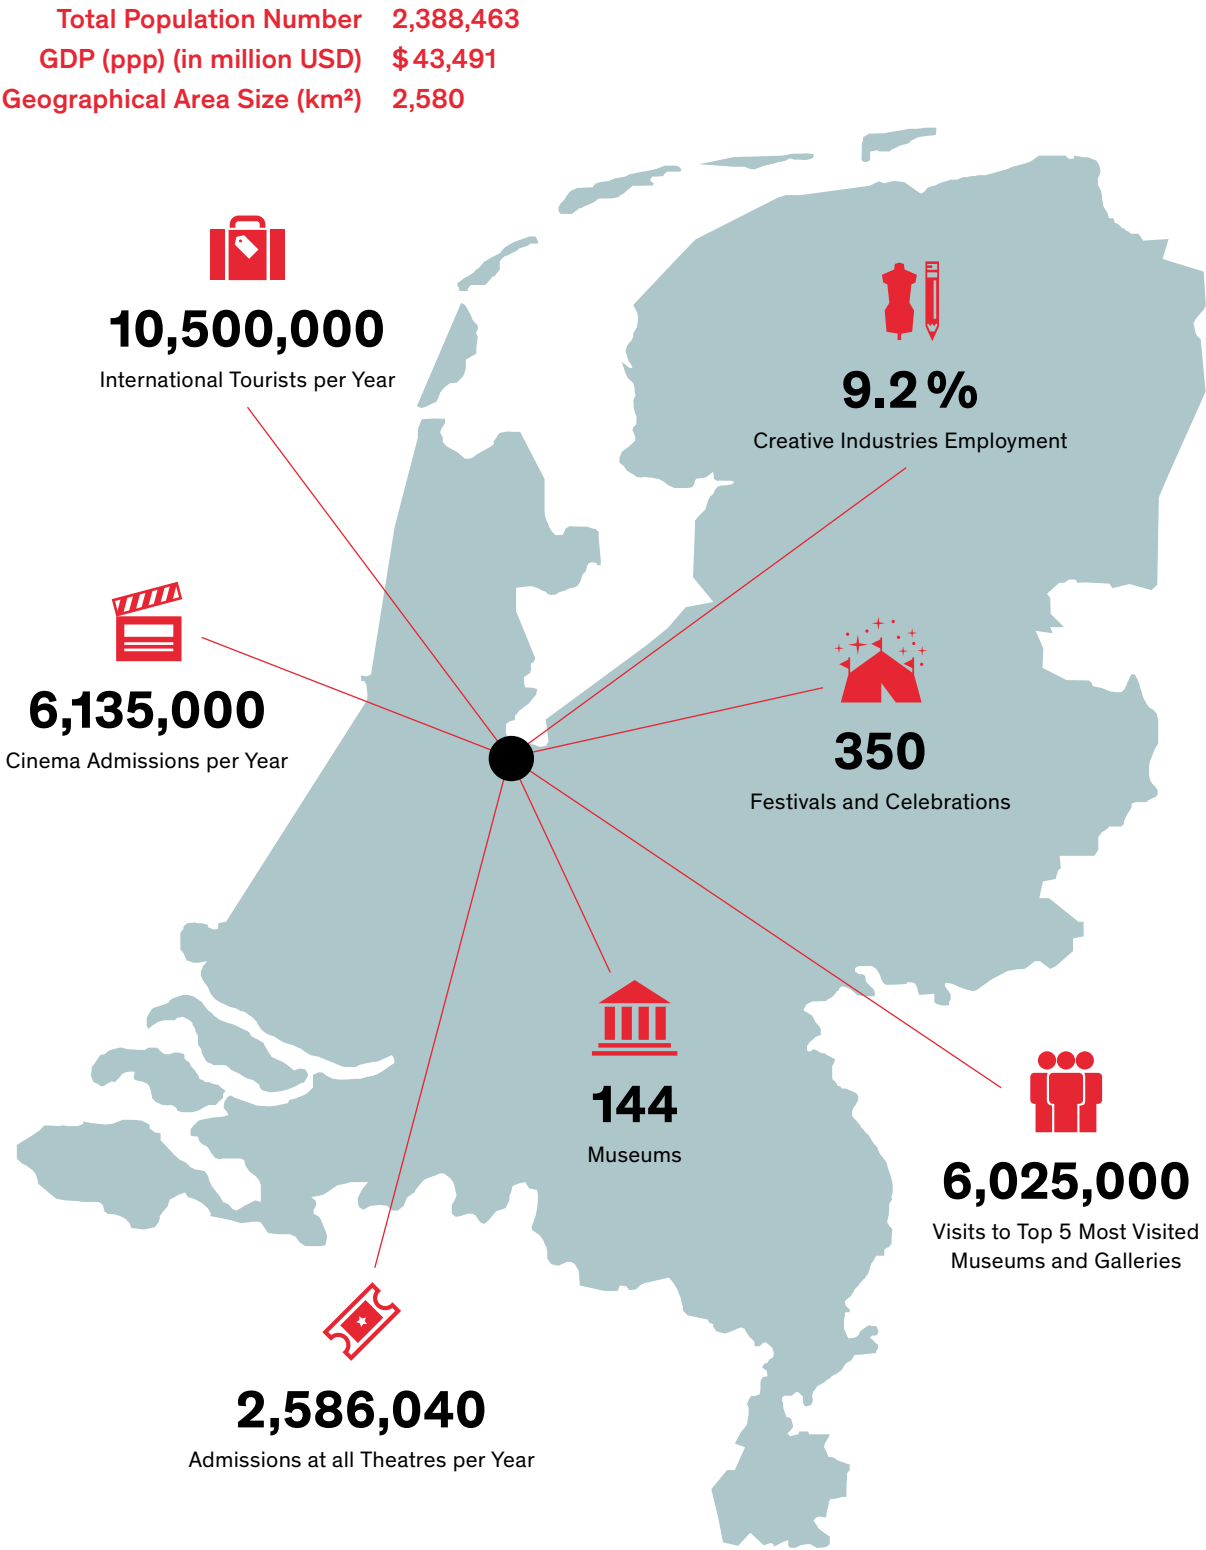 Total Population Number 2,388,463
GDP (ppp) (in million USD) $ 43,491
Geographical Area Size (km²) 2,580
10,500,000
International Tourists per Year
9.2 %
Creative Industries Employment
6,135,000
Cinema Admissions per Year
350
Festivals and Celebrations
144
Museums
6,025,000
Visits to Top 5 Most Visited
Museums and Galleries
2,586,040
Admissions at all Theatres per Year